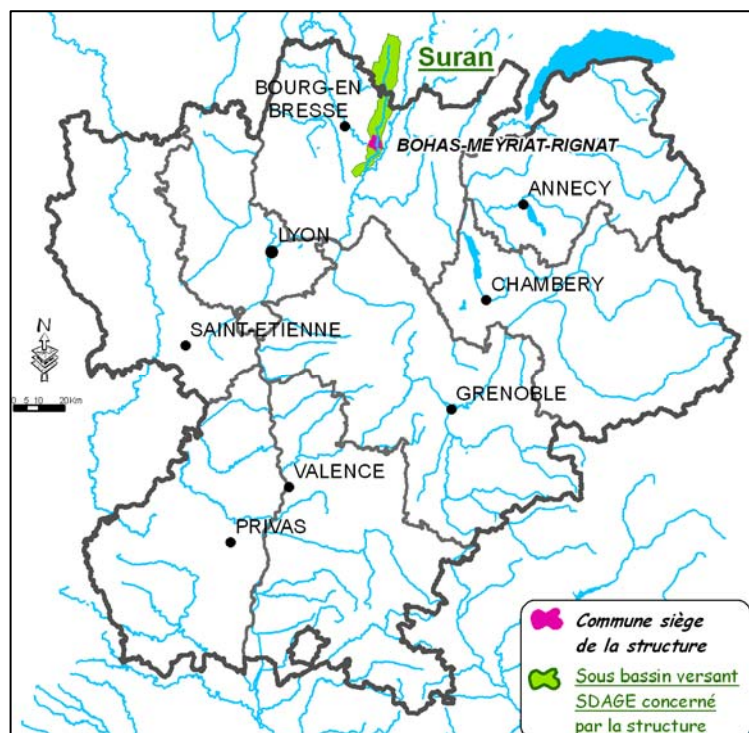 Suran
BOURG-EN
BRESSE
BOHAS-MEYRIAT-RIGNAT
ANNECY
LYON
CHAMBERY
N
SAINT-ETIENNE
0 5 10 20Km
GRENOBLE
VALENCE
PRIVAS
Commune siège
de la structure
Sous bassin versant
SDAGE concerné
par la structure